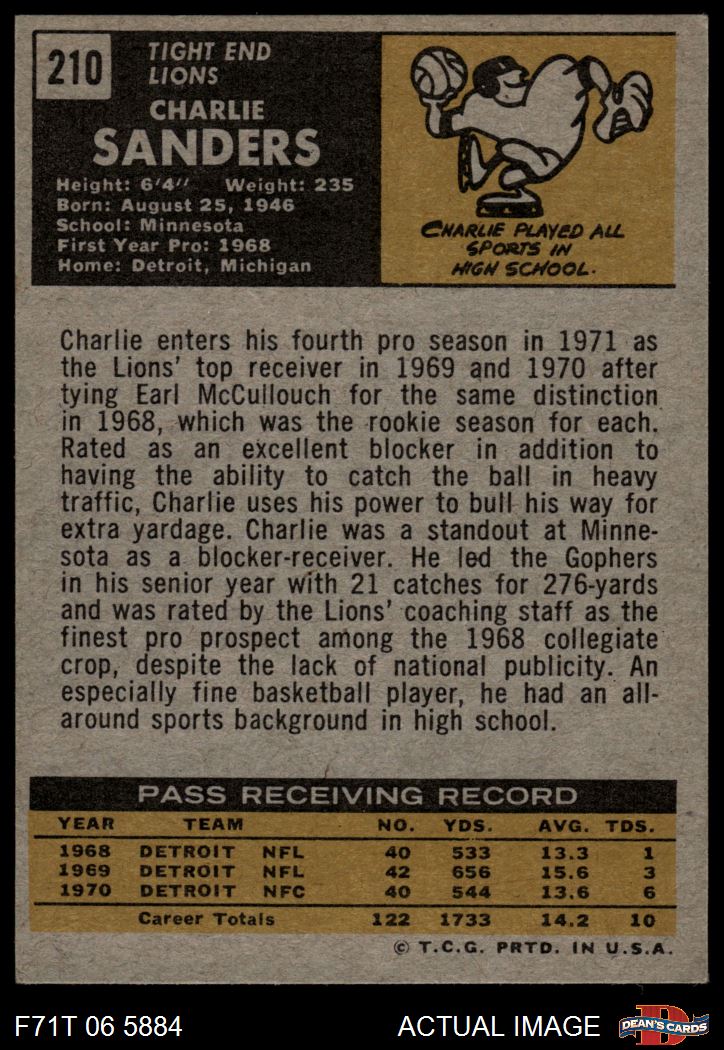 210
TIGHT END
LIONS
CHARLIE
SANDERS
Height: 6'4" Weight: 235
Born: August 25, 1946
School: Minnesota
First Year Pro: 1968
Home: Detroit, Michigan
CHARLIE PLAYED ALL
SPORTS IN
HIGH SCHOOL.
Charlie enters his fourth pro season in 1971 as
the Lions' top receiver in 1969 and 1970 after
tying Earl McCullouch for the same distinction
in 1968, which was the rookie season for each.
Rated as an excellent blocker in addition to
having the ability to catch the ball in heavy
traffic, Charlie uses his power to bull his way for
extra yardage. Charlie was a standout at Minne-
sota as a blocker-receiver. He led the Gophers
in his senior year with 21 catches for 276-yards
and was rated by the Lions' coaching staff as the
finest pro prospect among the 1968 collegiate
crop, despite the lack of national publicity. An
especially fine basketball player, he had an all-
around sports background in high school.
PASS RECEIVING RECORD
YEAR TEAM NO. YDS. AVG. TDS.
1968 DETROIT NFL 40 533 13.3 1
1969 DETROIT NFL 42 656 15.6 3
1970 DETROIT NFC 40 544 13.6 6
Career Totals 122 1733 14.2 10
© T.C.G. PRTD. IN U.S.A.
F71T 06 5884 ACTUAL IMAGE D DEAN'S CARDS